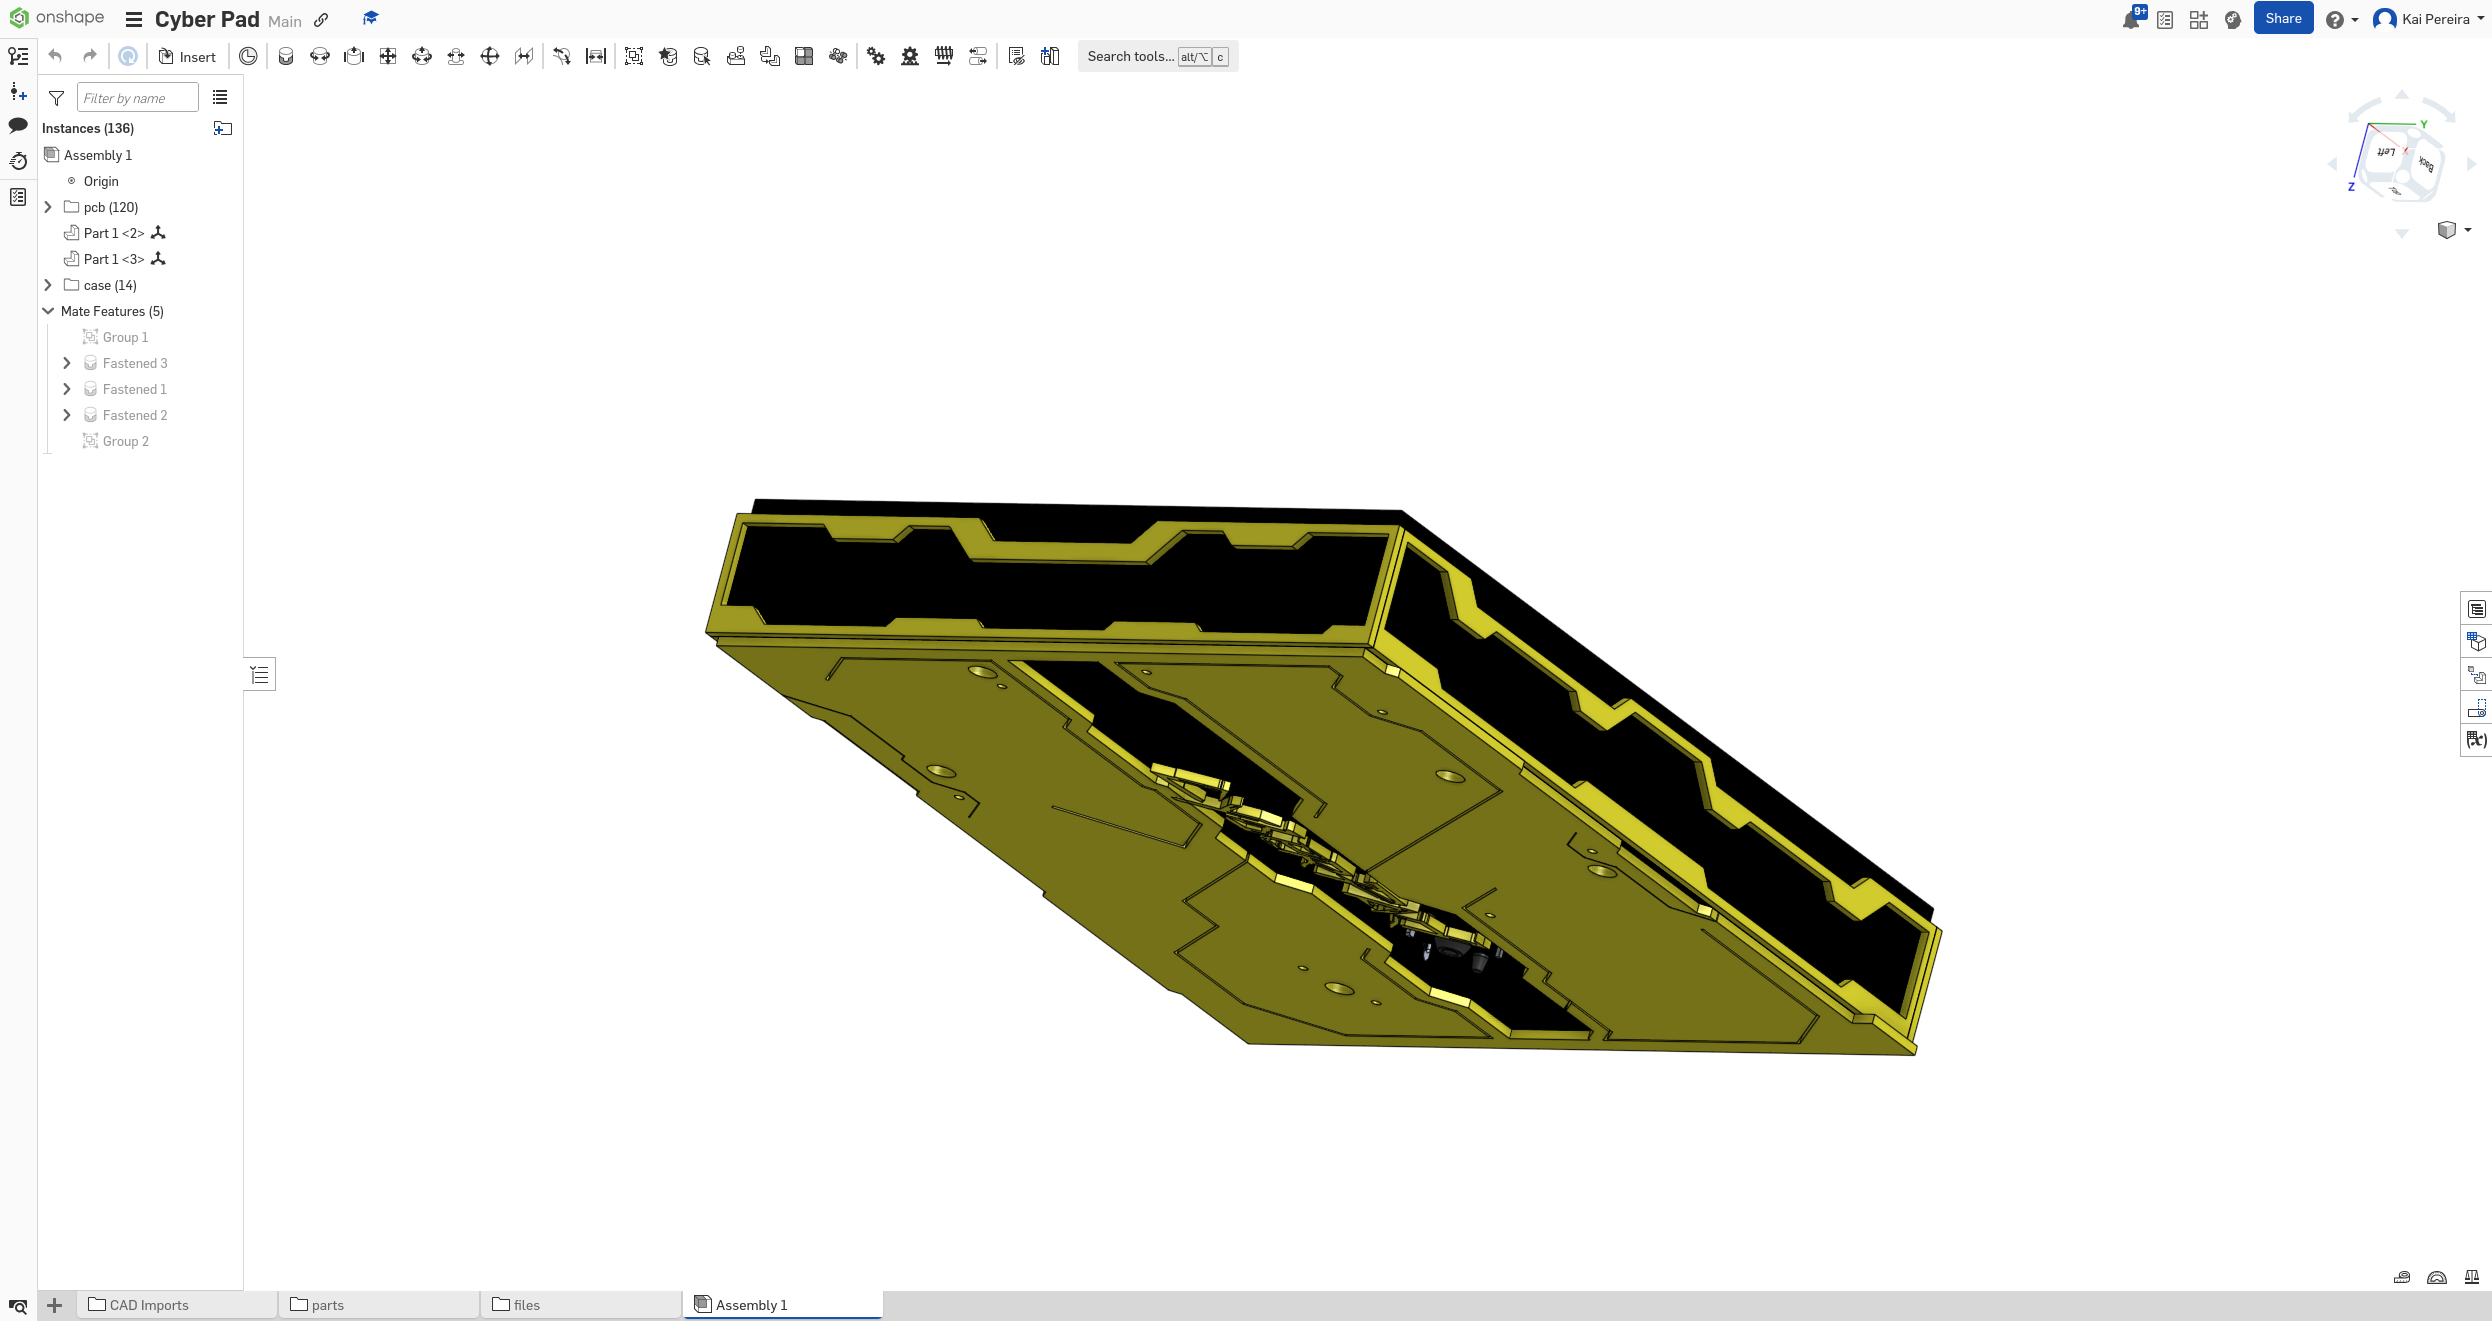 onshape
Cyber Pad Main
9+
Share
Kai Pereira
Insert
Search tools... alt/⌥ c
Filter by name
Instances (136)
Assembly 1
Origin
pcb (120)
Part 1 <2>
Part 1 <3>
case (14)
Mate Features (5)
Group 1
Fastened 3
Fastened 1
Fastened 2
Group 2
Y
Left
X
Back
Z
(x)
CAD Imports
parts
files
Assembly 1